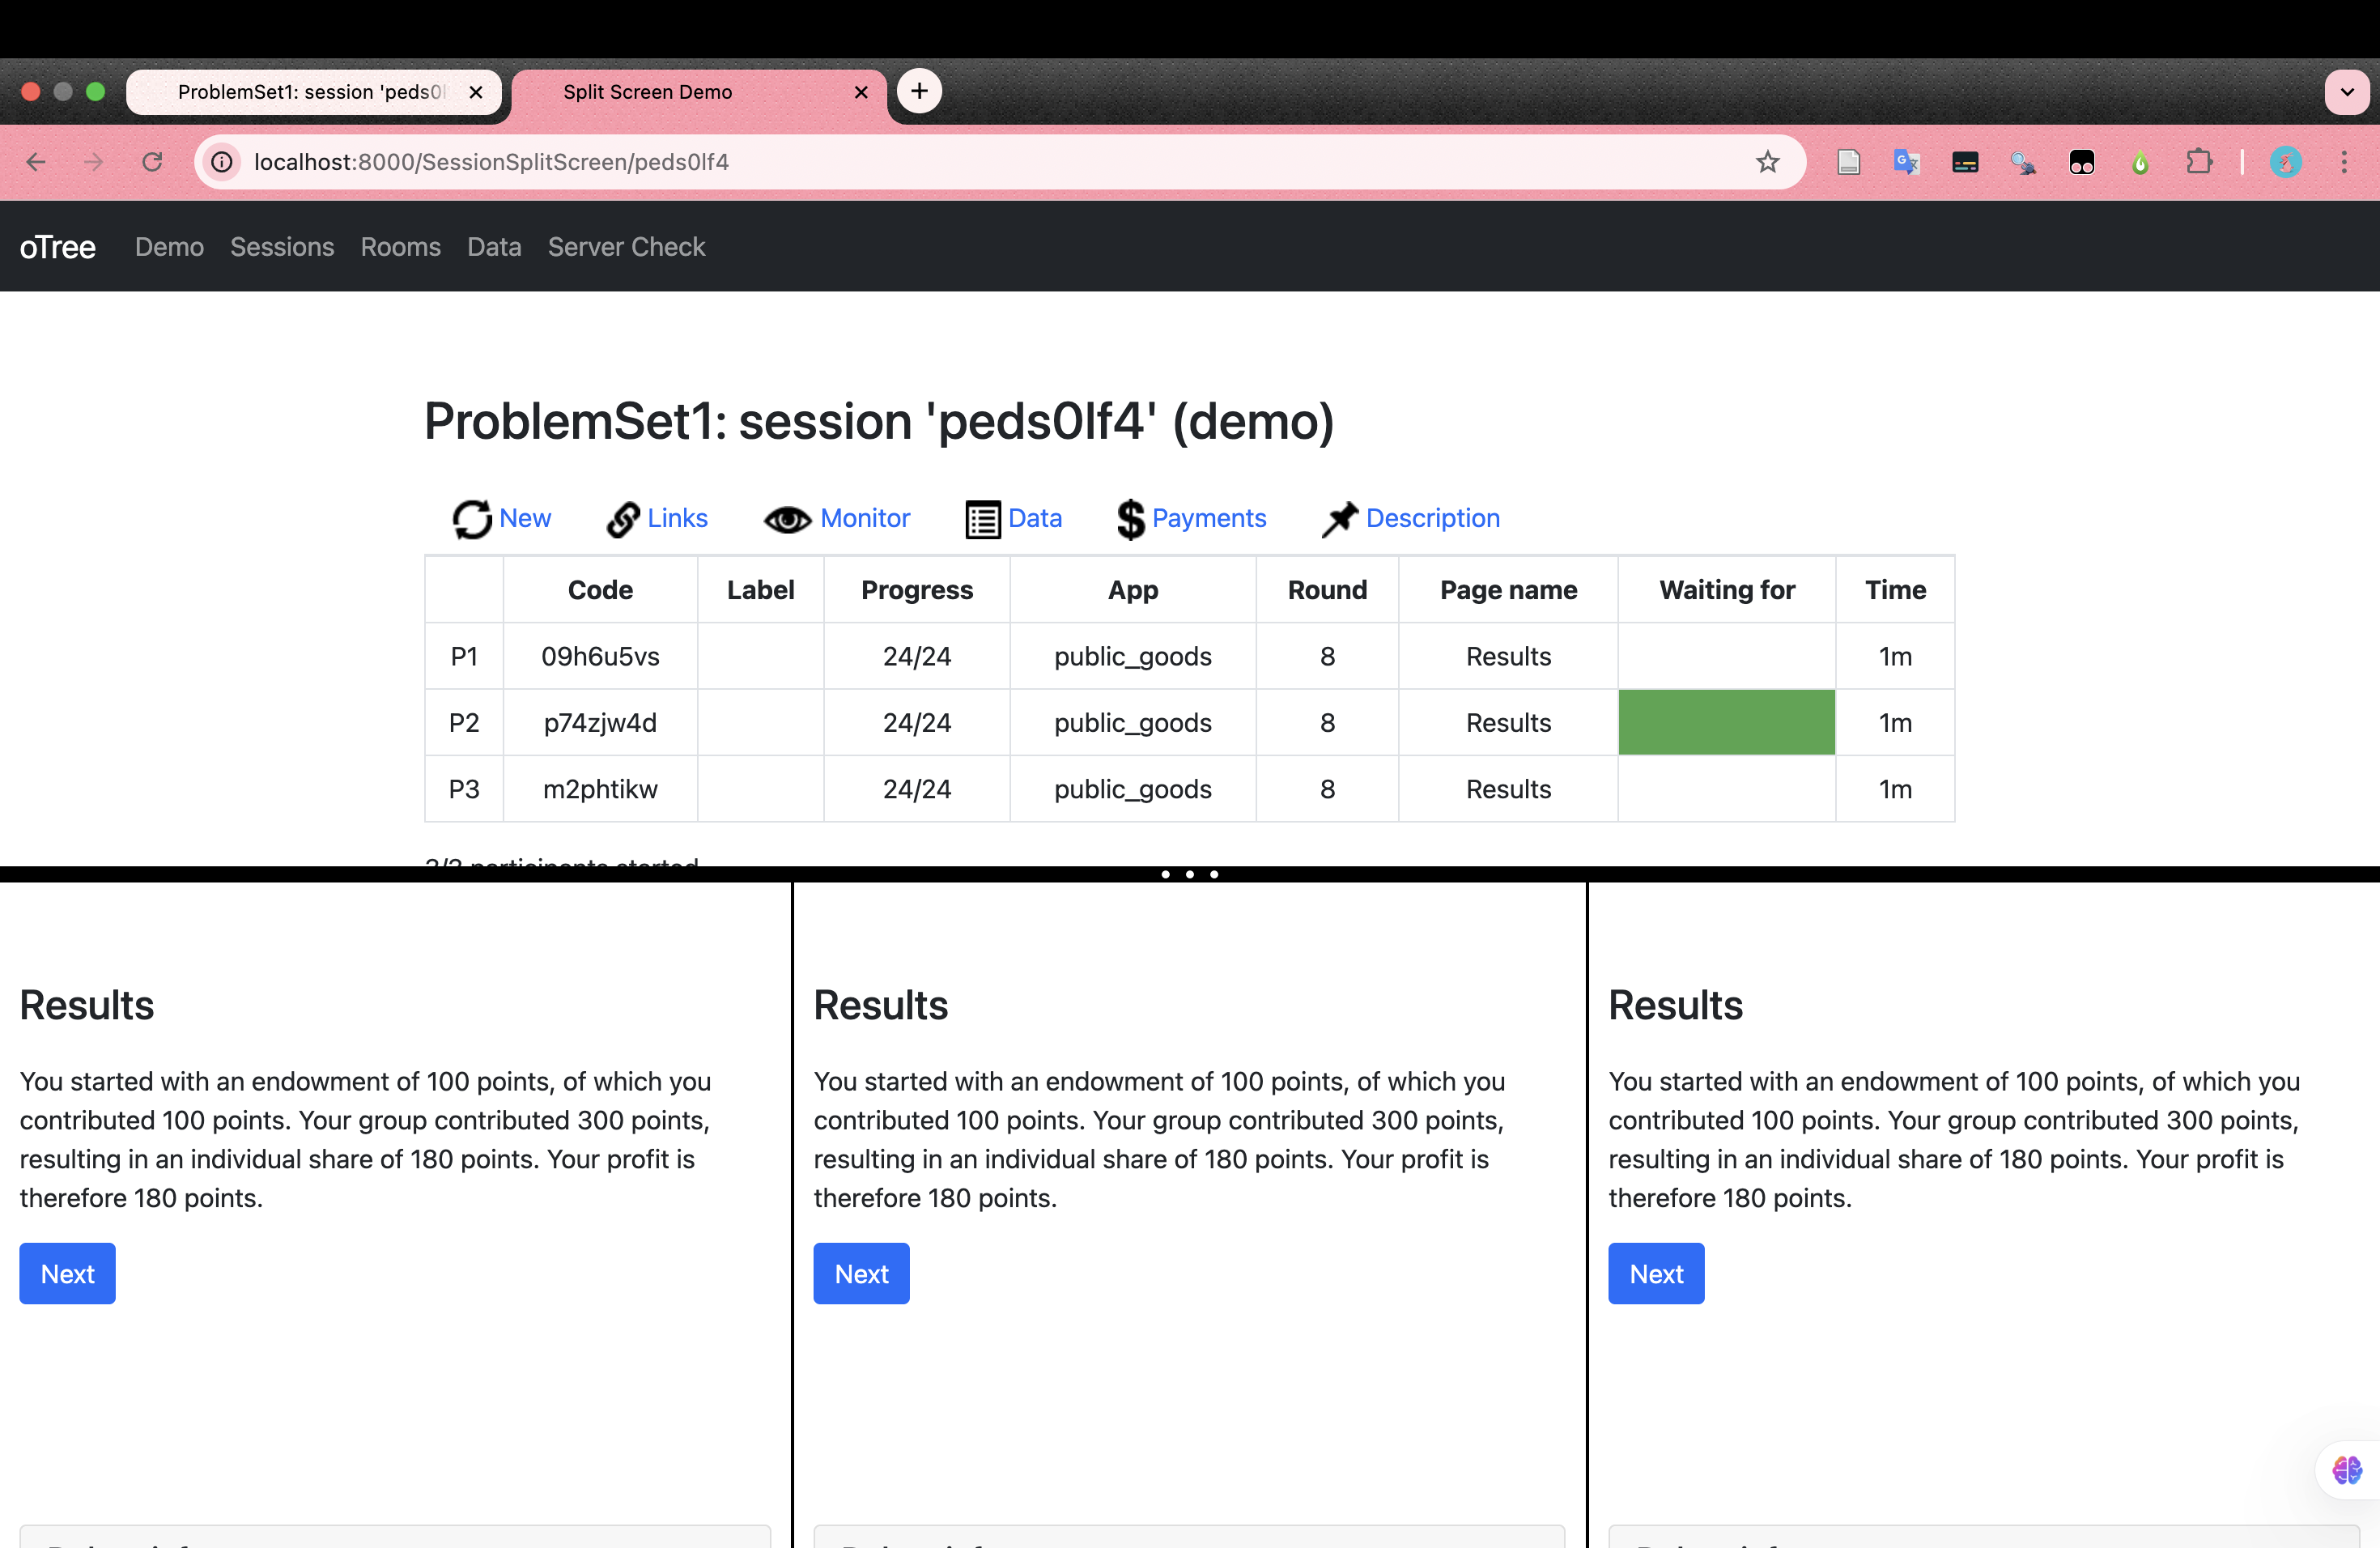 ProblemSet1: session 'peds0l
Split Screen Demo
localhost:8000/SessionSplitScreen/peds0lf4
oTree Demo Sessions Rooms Data Server Check
ProblemSet1: session 'peds0lf4' (demo)
New Links Monitor Data Payments Description
Code Label Progress App Round Page name Waiting for Time
P1 09h6u5vs 24/24 public_goods 8 Results 1m
P2 p74zjw4d 24/24 public_goods 8 Results 1m
P3 m2phtikw 24/24 public_goods 8 Results 1m
participants started
Results
You started with an endowment of 100 points, of which you
contributed 100 points. Your group contributed 300 points,
resulting in an individual share of 180 points. Your profit is
therefore 180 points.
Next
Results
You started with an endowment of 100 points, of which you
contributed 100 points. Your group contributed 300 points,
resulting in an individual share of 180 points. Your profit is
therefore 180 points.
Next
Results
You started with an endowment of 100 points, of which you
contributed 100 points. Your group contributed 300 points,
resulting in an individual share of 180 points. Your profit is
therefore 180 points.
Next